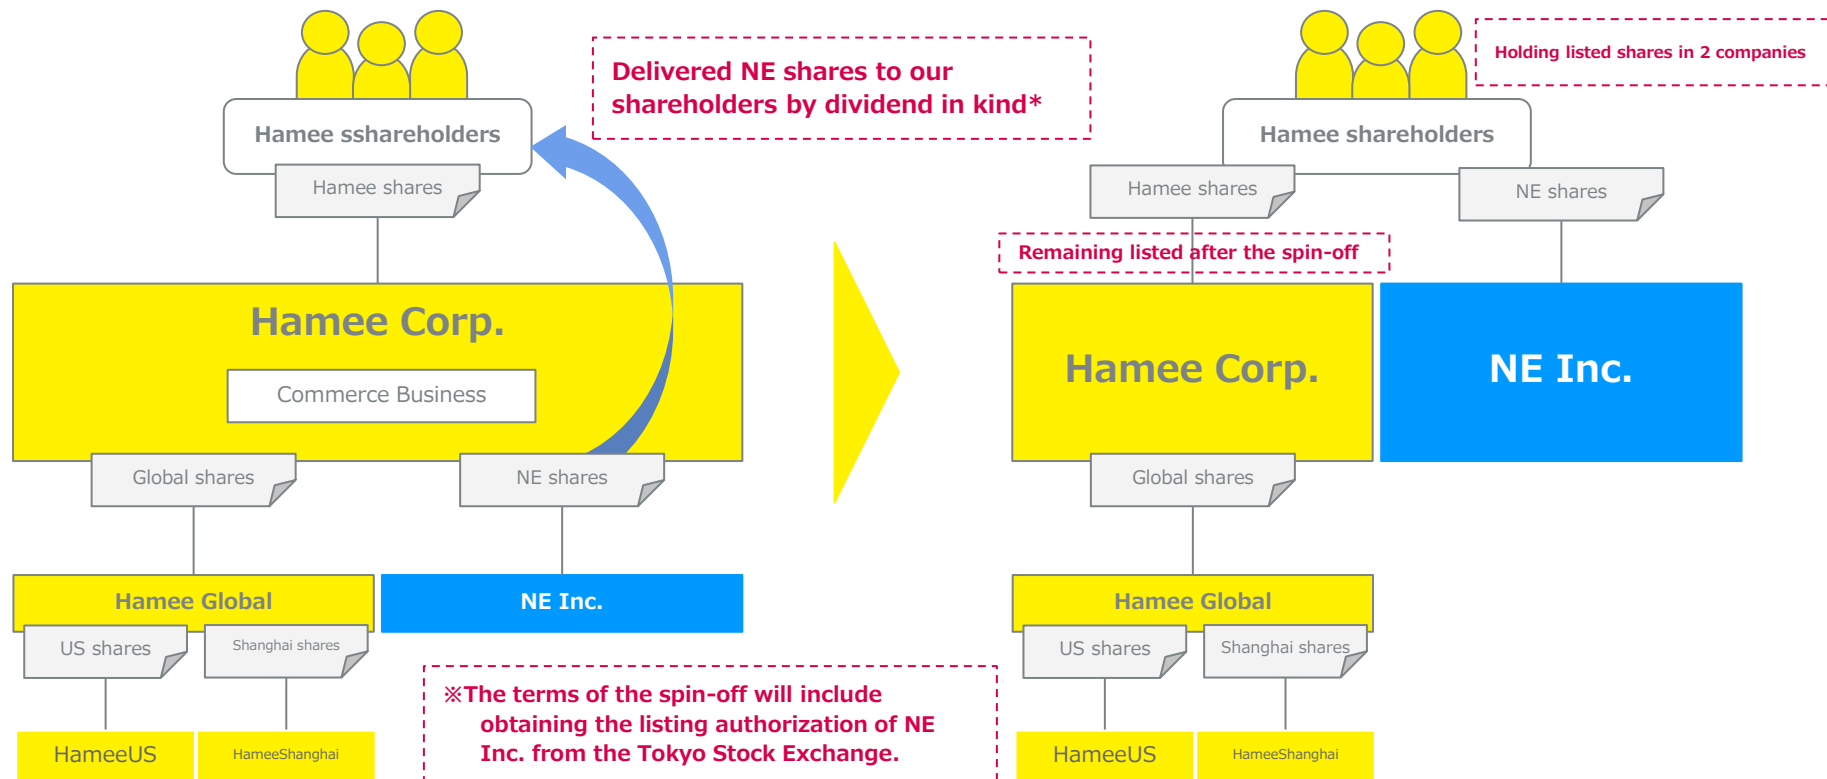 Delivered NE shares to our
shareholders by dividend in kind*
Hamee sshareholders
Hamee shares
Hamee Corp.
Commerce Business
Global shares
NE shares
Hamee Global
NE Inc.
US shares
Shanghai shares
HameeUS
HameeShanghai
※The terms of the spin-off will include
obtaining the listing authorization of NE
Inc. from the Tokyo Stock Exchange.
Holding listed shares in 2 companies
Hamee shareholders
Hamee shares
NE shares
Remaining listed after the spin-off
Hamee Corp.
NE Inc.
Global shares
Hamee Global
US shares
Shanghai shares
HameeUS
HameeShanghai